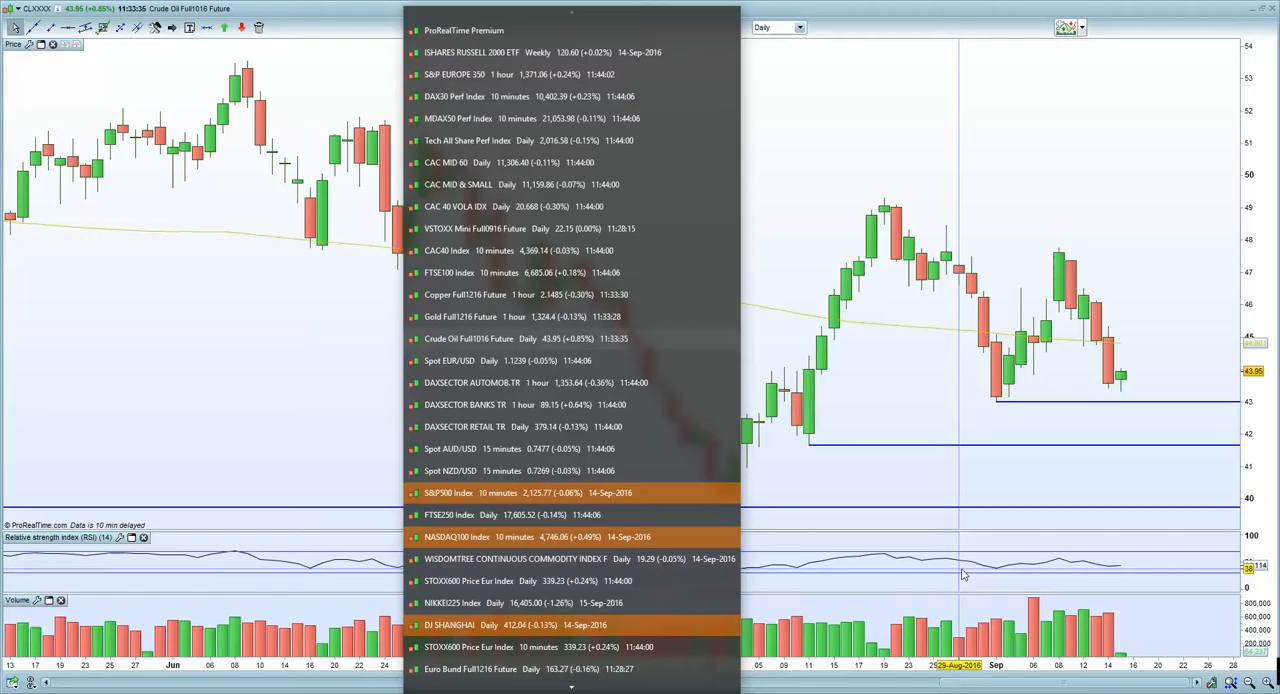 CLXXXX 43.95 (+0.85%) 11:33:35 Crude Oil Full1016 Future
Daily
Price
ProRealTime Premium
ISHARES RUSSELL 2000 ETF Weekly 120.60 (+0.02%) 14-Sep-2016
S&P EUROPE 350 1 hour 1,371.06 (+0.24%) 11:44:02
DAX30 Perf Index 10 minutes 10,402.39 (+0.23%) 11:44:06
MDAX50 Perf Index 10 minutes 21,053.98 (-0.11%) 11:44:06
Tech All Share Perf Index Daily 2,016.58 (-0.15%) 11:44:00
CAC MID 60 Daily 11,306.40 (-0.11%) 11:44:00
CAC MID & SMALL Daily 11,159.86 (-0.07%) 11:44:00
CAC 40 VOLA IDX Daily 20.668 (-0.30%) 11:44:00
VSTOXX Mini Full0916 Future Daily 22.15 (0.00%) 11:28:15
CAC40 Index 10 minutes 4,369.14 (-0.03%) 11:44:00
FTSE100 Index 10 minutes 6,685.06 (+0.18%) 11:44:06
Copper Full1216 Future 1 hour 2.1485 (-0.30%) 11:33:30
Gold Full1216 Future 1 hour 1,324.4 (-0.13%) 11:33:28
Crude Oil Full1016 Future Daily 43.95 (+0.85%) 11:33:35
Spot EUR/USD Daily 1.1239 (-0.05%) 11:44:06
DAXSECTOR AUTOMOB.TR 1 hour 1,353.64 (-0.36%) 11:44:00
DAXSECTOR BANKS TR 1 hour 89.15 (+0.64%) 11:44:00
DAXSECTOR RETAIL TR Daily 379.14 (-0.13%) 11:44:00
Spot AUD/USD 15 minutes 0.7477 (-0.05%) 11:44:06
Spot NZD/USD 15 minutes 0.7269 (-0.03%) 11:44:06
S&P500 Index 10 minutes 2,125.77 (-0.06%) 14-Sep-2016
FTSE250 Index Daily 17,605.52 (-0.14%) 11:44:06
NASDAQ100 Index 10 minutes 4,746.06 (+0.49%) 14-Sep-2016
WISDOMTREE CONTINUOUS COMMODITY INDEX F Daily 19.29 (-0.05%) 14-Sep-2016
STOXX600 Price Eur Index Daily 339.23 (+0.24%) 11:44:00
NIKKEI225 Index Daily 16,405.00 (-1.26%) 15-Sep-2016
DJ SHANGHAI Daily 412.04 (-0.13%) 14-Sep-2016
STOXX600 Price Eur Index 10 minutes 339.23 (+0.24%) 11:44:00
Euro Bund Full1216 Future Daily 163.27 (-0.16%) 11:28:27
54
53
52
51
50
49
48
47
46
45
43.95
43
42
41
40
© ProRealTime.com Data is 10 min delayed
Relative strength index (RSI) (14)
100
38
0
Volume
800,000
600,000
400,000
200,000
13 17 19 23 25 27 Jun 06 08 10 14 16 20 22 24
05 09 11 15 17 19 23 25 29-Aug-2016 Sep 06 08 12 14 16 20 22 26 28